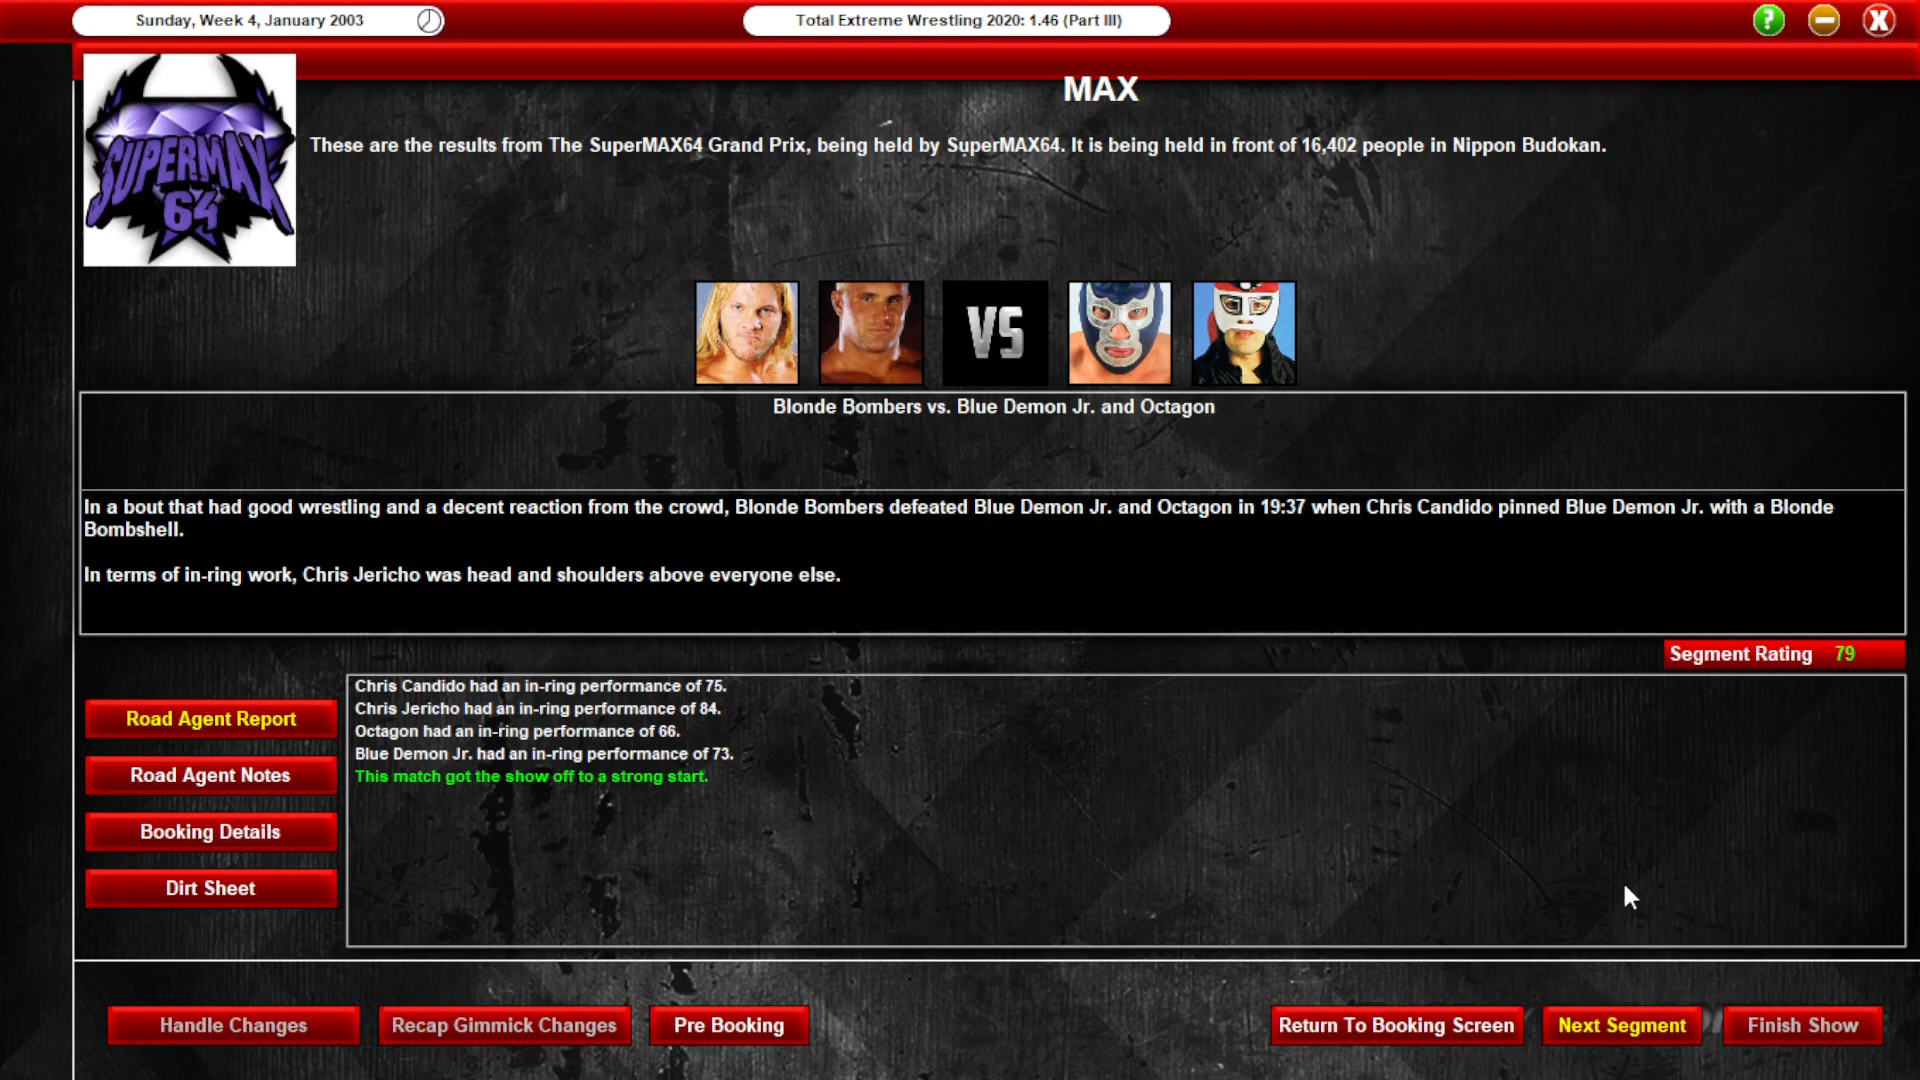 Sunday, Week 4, January 2003
Total Extreme Wrestling 2020: 1.46 (Part III)
?
X
MAX
SUPERMAX
64
These are the results from The SuperMAX64 Grand Prix, being held by SuperMAX64. It is being held in front of 16,402 people in Nippon Budokan.
VS
Blonde Bombers vs. Blue Demon Jr. and Octagon
In a bout that had good wrestling and a decent reaction from the crowd, Blonde Bombers defeated Blue Demon Jr. and Octagon in 19:37 when Chris Candido pinned Blue Demon Jr. with a Blonde
Bombshell.
In terms of in-ring work, Chris Jericho was head and shoulders above everyone else.
Segment Rating 79
Road Agent Report
Road Agent Notes
Booking Details
Dirt Sheet
Chris Candido had an in-ring performance of 75.
Chris Jericho had an in-ring performance of 84.
Octagon had an in-ring performance of 66.
Blue Demon Jr. had an in-ring performance of 73.
This match got the show off to a strong start.
Handle Changes
Recap Gimmick Changes
Pre Booking
Return To Booking Screen
Next Segment
Finish Show